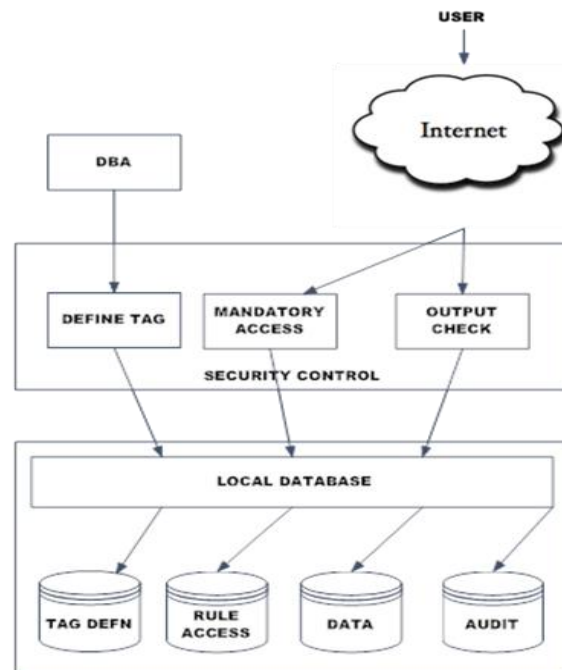 USER
Internet
DBA
DEFINE TAG
MANDATORY
ACCESS
OUTPUT
CHECK
SECURITY CONTROL
LOCAL DATABASE
TAG DEFN
RULE
ACCESS
DATA
AUDIT